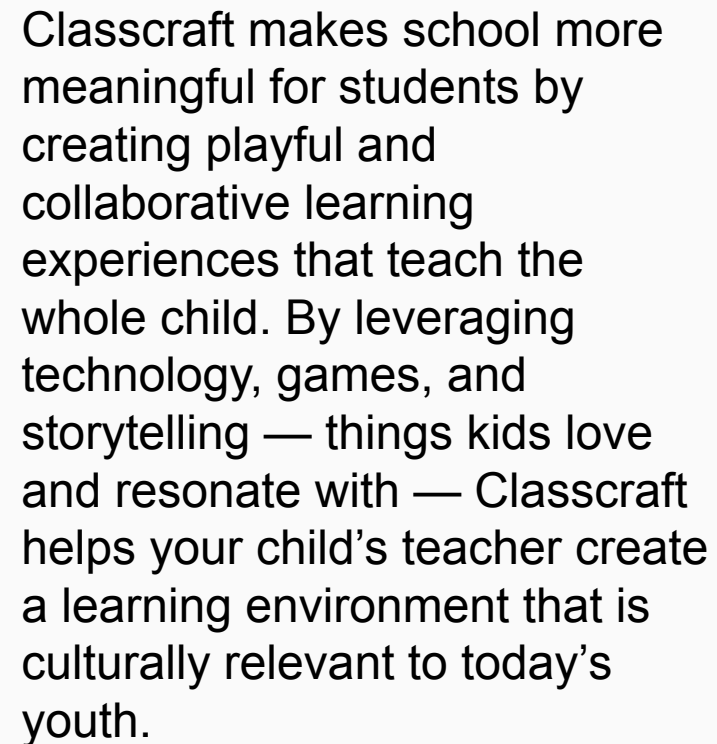 Classcraft makes school more
meaningful for students by
creating playful and
collaborative learning
experiences that teach the
whole child. By leveraging
technology, games, and
storytelling — things kids love
and resonate with — Classcraft
helps your child’s teacher create
a learning environment that is
culturally relevant to today’s
youth.